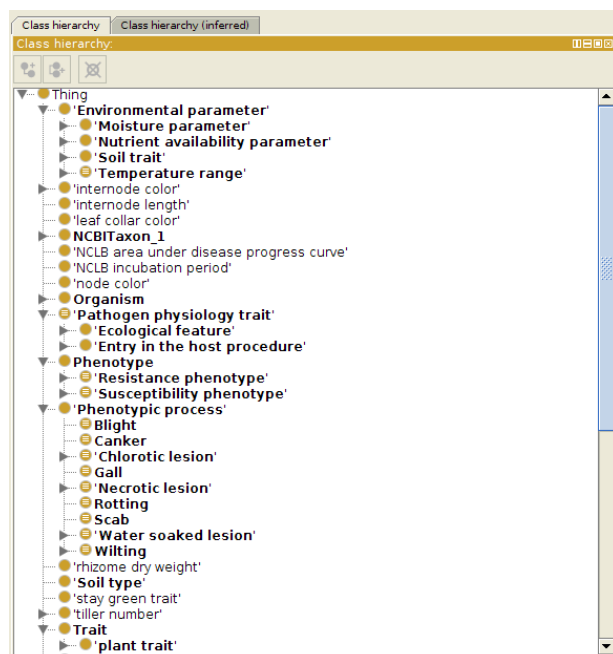 Class hierarchy
Class hierarchy (inferred)
Class hierarchy:
Thing
'Environmental parameter'
'Moisture parameter'
'Nutrient availability parameter'
'Soil trait'
'Temperature range'
'internode color'
'internode length'
'leaf collar color'
NCBITaxon_1
'NCLB area under disease progress curve'
'NCLB incubation period'
'node color'
Organism
'Pathogen physiology trait'
'Ecological feature'
'Entry in the host procedure'
Phenotype
'Resistance phenotype'
'Susceptibility phenotype'
'Phenotypic process'
Blight
Canker
'Chlorotic lesion'
Gall
'Necrotic lesion'
Rotting
Scab
'Water soaked lesion'
Wilting
'rhizome dry weight'
'Soil type'
'stay green trait'
'tiller number'
Trait
'plant trait'